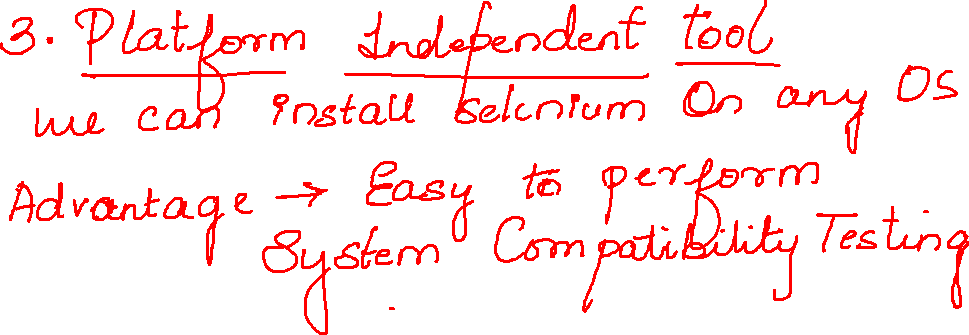 3. Platform Independent tool
we can install selenium on any OS
Advantage → Easy to perform
System Compatibility Testing